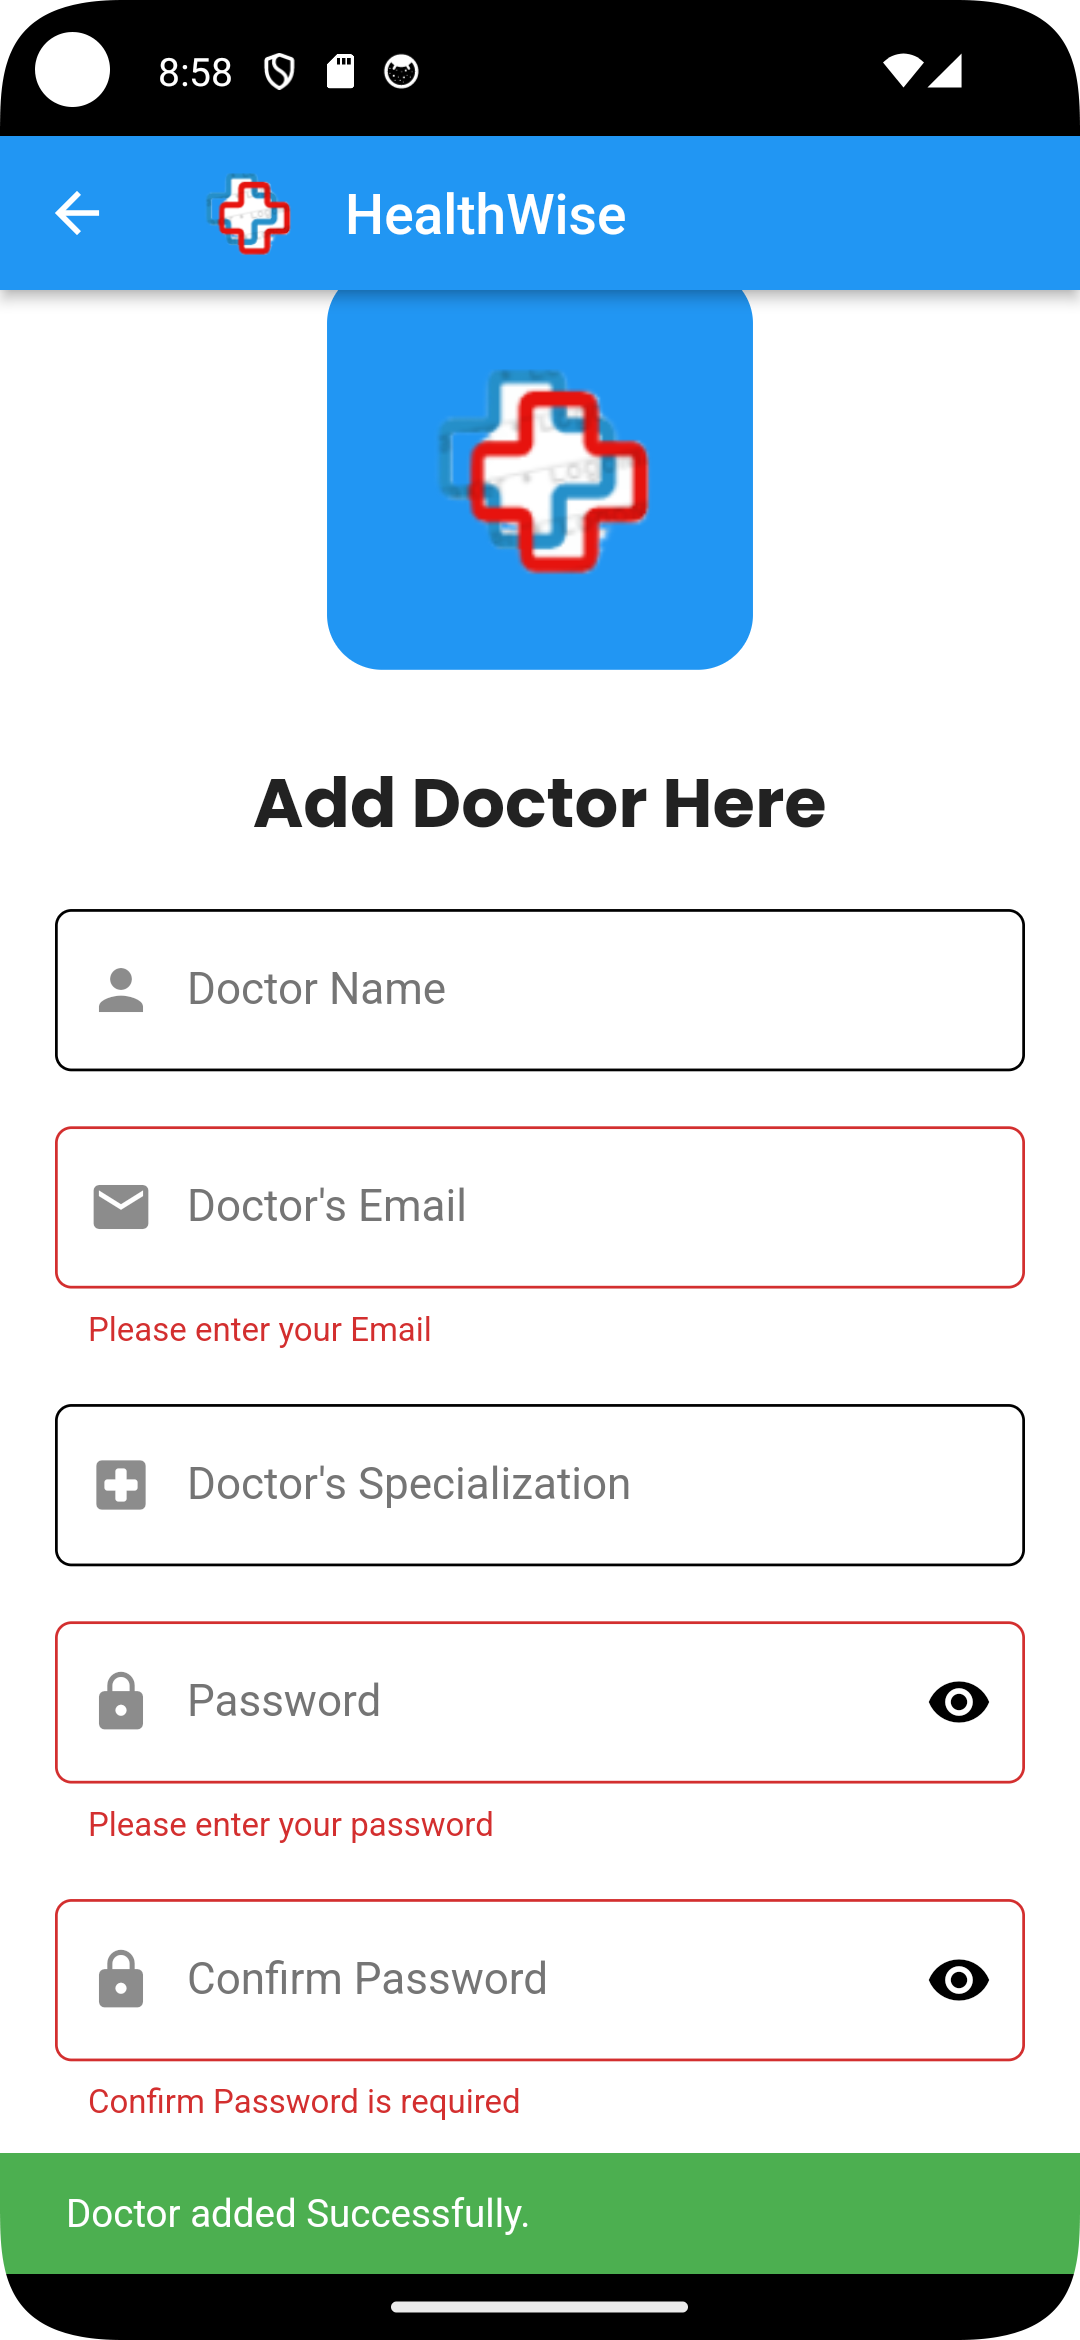 8:58
HealthWise
Add Doctor Here
Doctor Name
Doctor's Email
Please enter your Email
Doctor's Specialization
Password
Please enter your password
Confirm Password
Confirm Password is required
Doctor added Successfully.